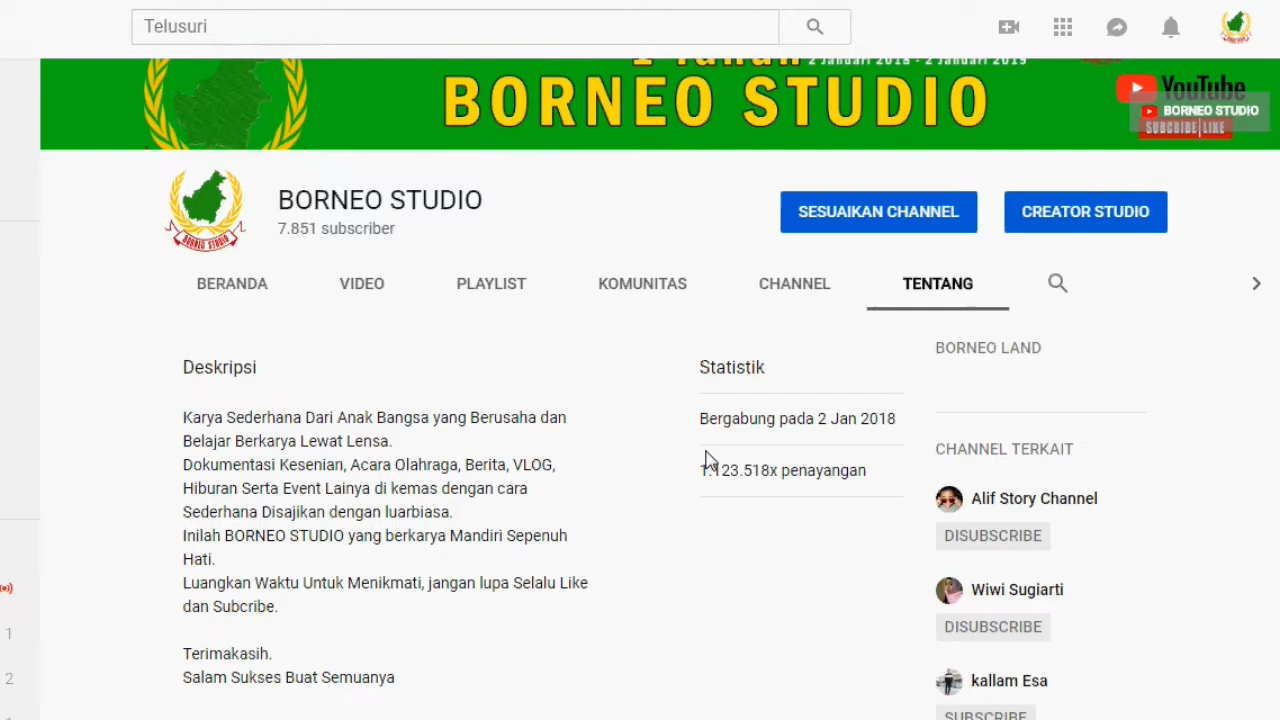 Telusuri
2 Januari 2018 - 2 Januari 2019
BORNEO STUDIO
YouTube
BORNEO STUDIO
SUBCRIBE|LIKE
BORNEO STUDIO
BORNEO STUDIO
7.851 subscriber
SESUAIKAN CHANNEL
CREATOR STUDIO
BERANDA
VIDEO
PLAYLIST
KOMUNITAS
CHANNEL
TENTANG
Deskripsi
Karya Sederhana Dari Anak Bangsa yang Berusaha dan
Belajar Berkarya Lewat Lensa.
Dokumentasi Kesenian, Acara Olahraga, Berita, VLOG,
Hiburan Serta Event Lainya di kemas dengan cara
Sederhana Disajikan dengan luarbiasa.
Inilah BORNEO STUDIO yang berkarya Mandiri Sepenuh
Hati.
Luangkan Waktu Untuk Menikmati, jangan lupa Selalu Like
dan Subcribe.
Terimakasih.
Salam Sukses Buat Semuanya
Statistik
Bergabung pada 2 Jan 2018
1.123.518x penayangan
BORNEO LAND
CHANNEL TERKAIT
Alif Story Channel
DISUBSCRIBE
Wiwi Sugiarti
DISUBSCRIBE
kallam Esa
SUBSCRIBE
1
2